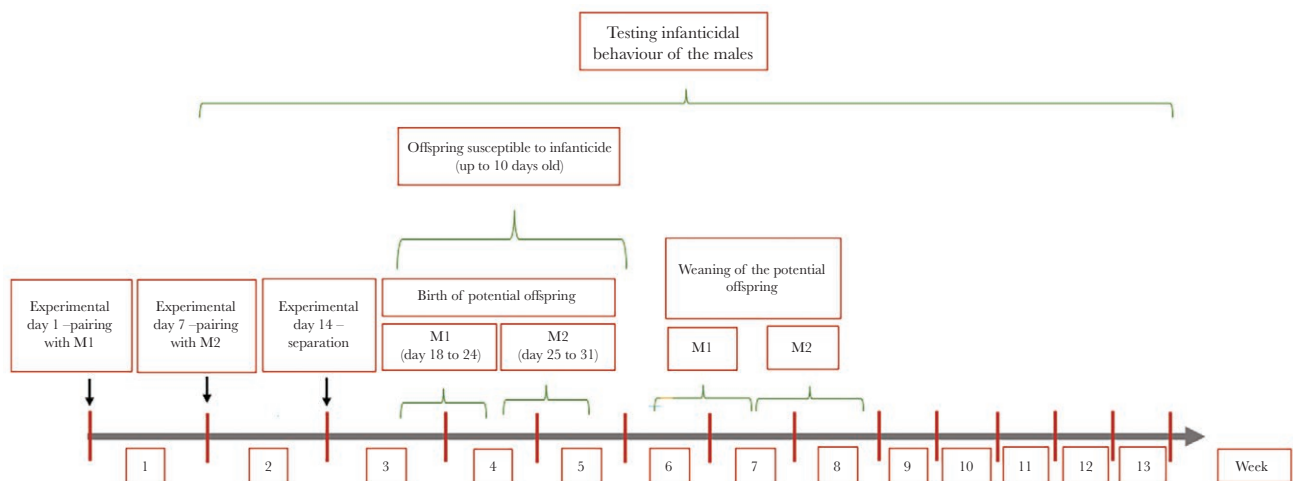 Testing infanticidal
behaviour of the males
Offspring susceptible to infanticide
(up to 10 days old)
Experimental
day 1 –pairing
with M1
Experimental
day 7 –pairing
with M2
Experimental
day 14 –
separation
Birth of potential offspring
M1
(day 18 to 24)
M2
(day 25 to 31)
Weaning of the potential
offspring
M1
M2
1
2
3
4
5
6
7
8
9
10
11
12
13
Week